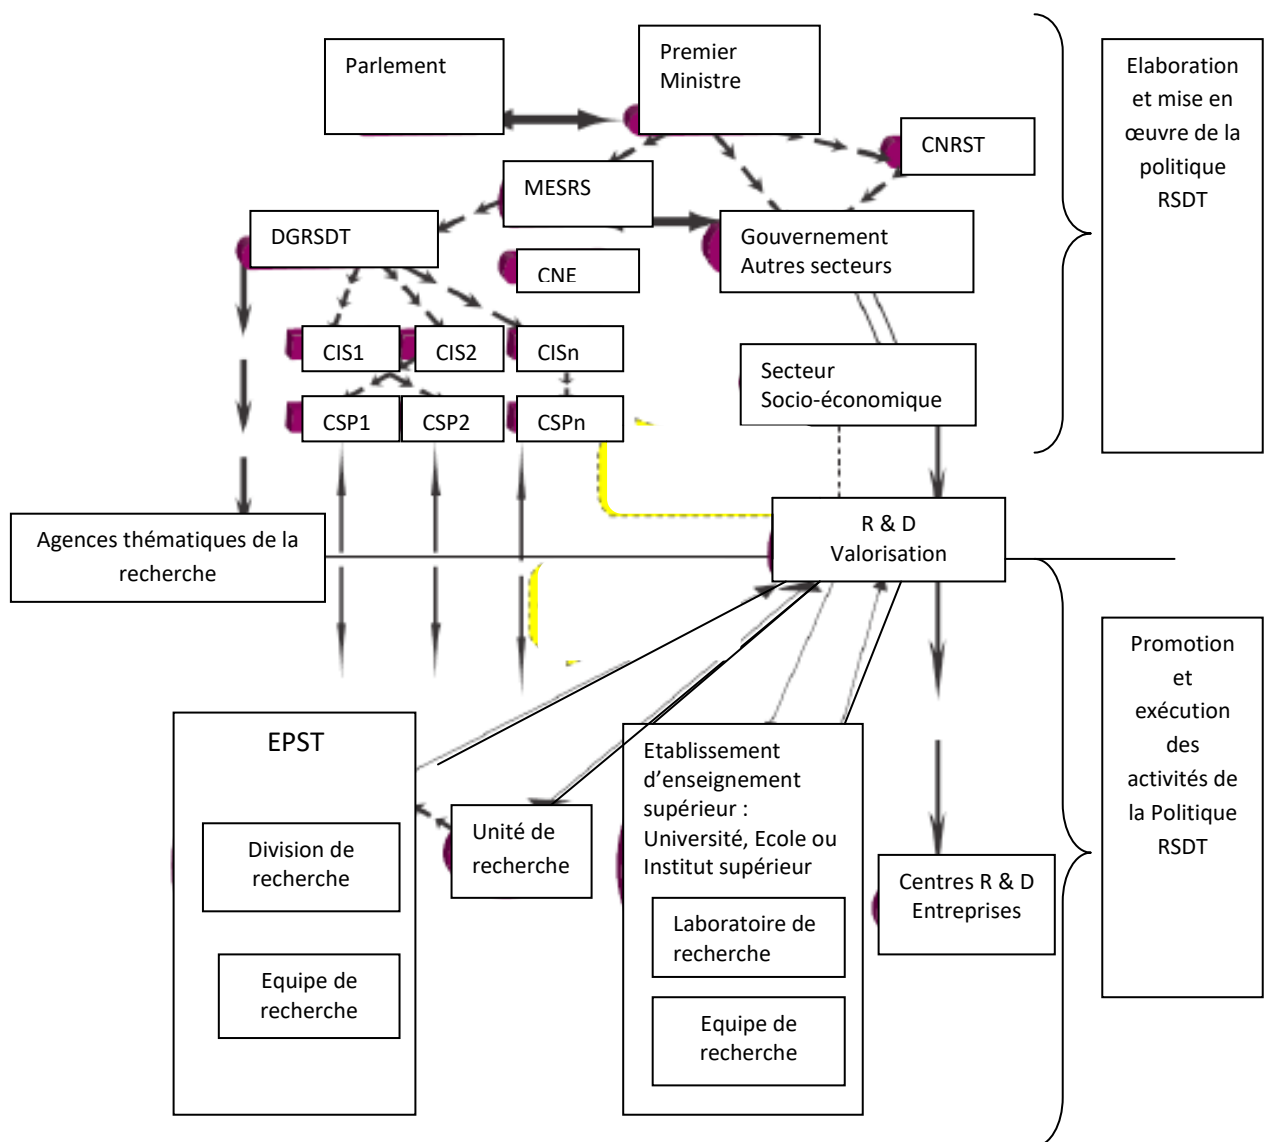 Parlement
Premier
Ministre
Elaboration
et mise en
œuvre de la
politique
RSDT
CNRST
MESRS
DGRSDT
Gouvernement
Autres secteurs
CNE
CIS1
CIS2
CISn
Secteur
Socio-économique
CSP1
CSP2
CSPn
Agences thématiques de la
recherche
R & D
Valorisation
Promotion
et
exécution
des
activités de
la Politique
RSDT
EPST
Division de
recherche
Equipe de
recherche
Unité de
recherche
Etablissement
d’enseignement
supérieur :
Université, Ecole ou
Institut supérieur
Laboratoire de
recherche
Equipe de
recherche
Centres R & D
Entreprises